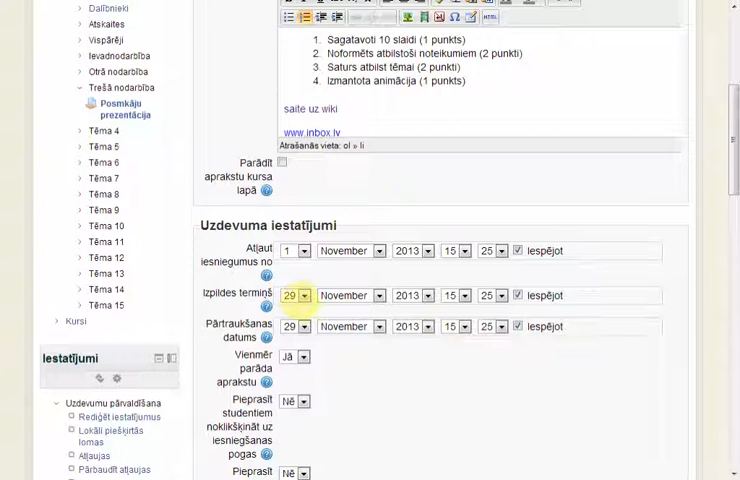 Dalībnieki
Atskaites
Vispārēji
Ievadnodarbība
Otrā nodarbība
Trešā nodarbība
Posmkāju
prezentācija
Tēma 4
Tēma 5
Tēma 6
Tēma 7
Tēma 8
Tēma 9
Tēma 10
Tēma 11
Tēma 12
Tēma 13
Tēma 14
Tēma 15
Kursi
Iestatījumi
Uzdevumu pārvaldīšana
Rediģēt iestatījumus
Lokāli piešķirtās
lomas
Atļaujas
Pārbaudīt atļaujas
HTML
1. Sagatavoti 10 slaidi (1 punkts)
2. Noformēts atbilstoši noteikumiem (2 punkti)
3. Saturs atbilst tēmai (2 punkti)
4. Izmantota animācija (1 punkts)
saite uz wiki
www.inbox.lv
Atrašanās vieta: ol » li
Parādīt
aprakstu kursa
lapā
Uzdevuma iestatījumi
Atļaut
iesniegumus no
1 November 2013 15 25 Iespējot
Izpildes termiņš 29 November 2013 15 25 Iespējot
Pārtraukšanas
datums
29 November 2013 15 25 Iespējot
Vienmēr
parāda
aprakstu
Jā
Pieprasīt
studentiem
noklikšķināt uz
iesniegšanas
pogas
Nē
Pieprasīt Nē